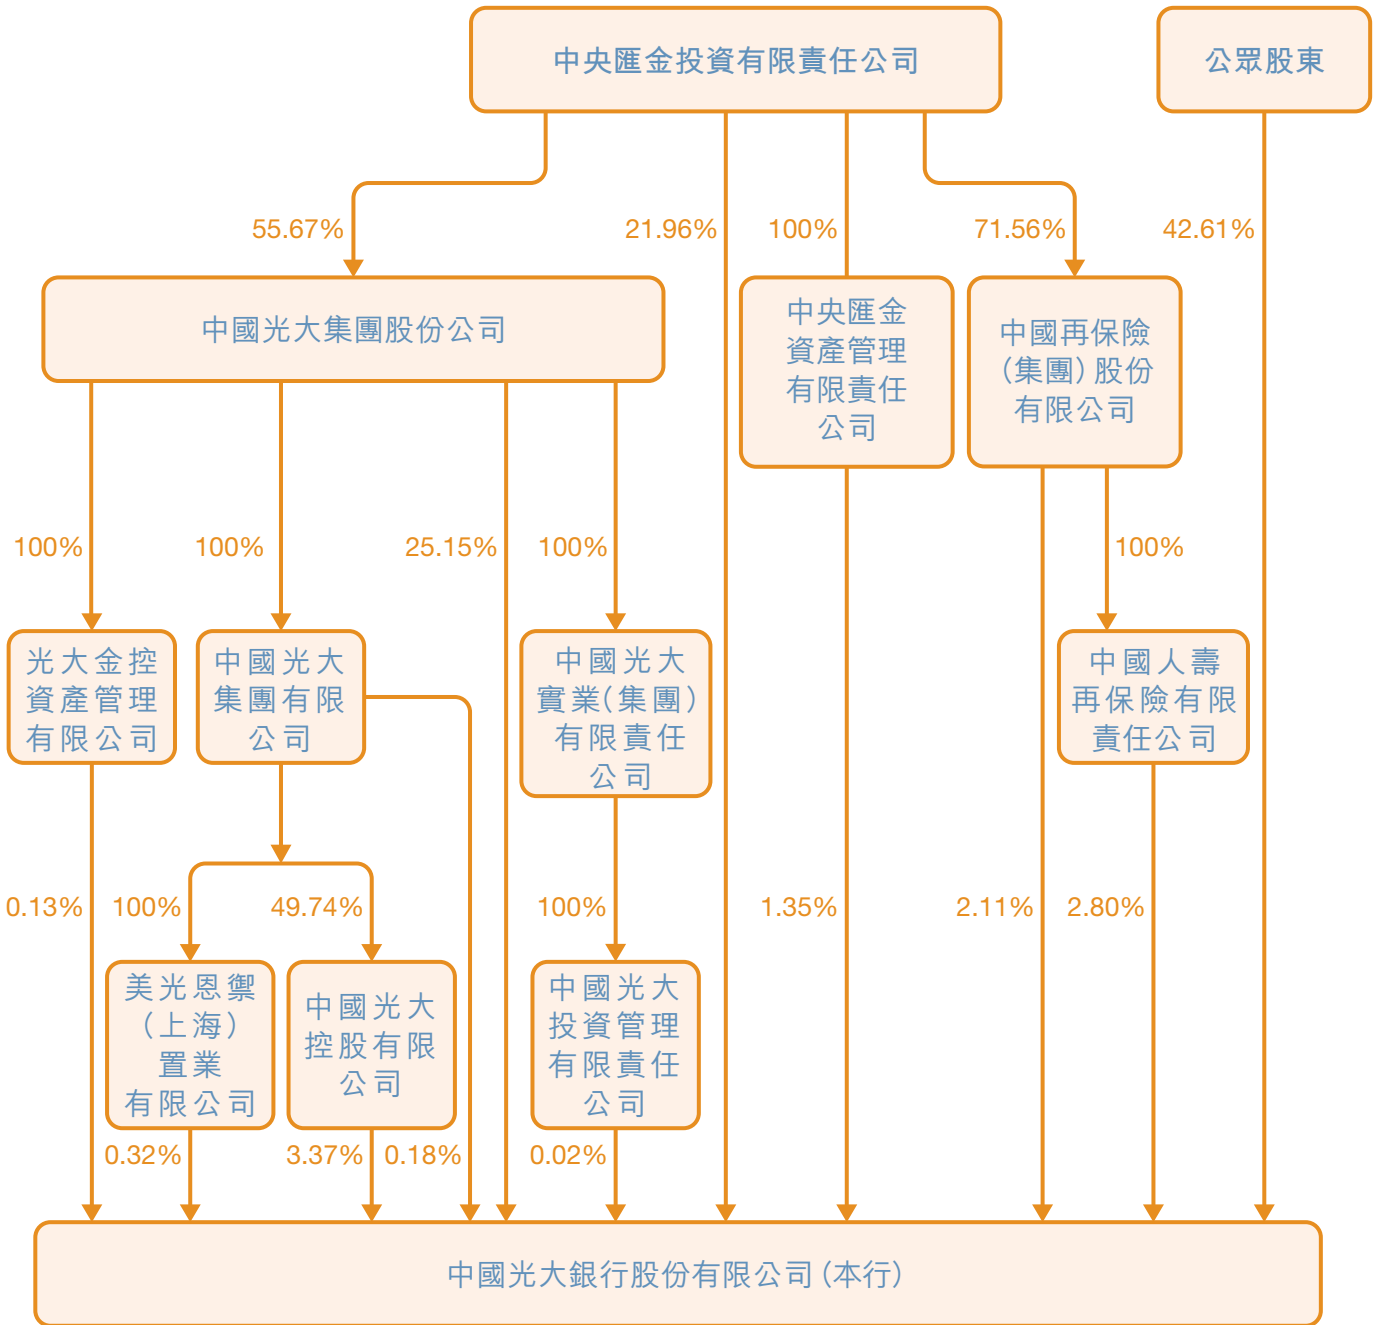 中央匯金投資有限責任公司
公眾股東
55.67%
21.96%
100%
71.56%
42.61%
中國光大集團股份公司
中央匯金
資產管理
有限責任
公司
中國再保險
(集團)股份
有限公司
100%
100%
25.15%
100%
100%
光大金控
資產管理
有限公司
中國光大
集團有限
公司
中國光大
實業(集團)
有限責任
公司
中國人壽
再保險有限
責任公司
0.13%
100%
49.74%
100%
1.35%
2.11%
2.80%
美光恩禦
(上海)
置業
有限公司
中國光大
控股有限
公司
中國光大
投資管理
有限責任
公司
0.32%
3.37%
0.18%
0.02%
中國光大銀行股份有限公司(本行)